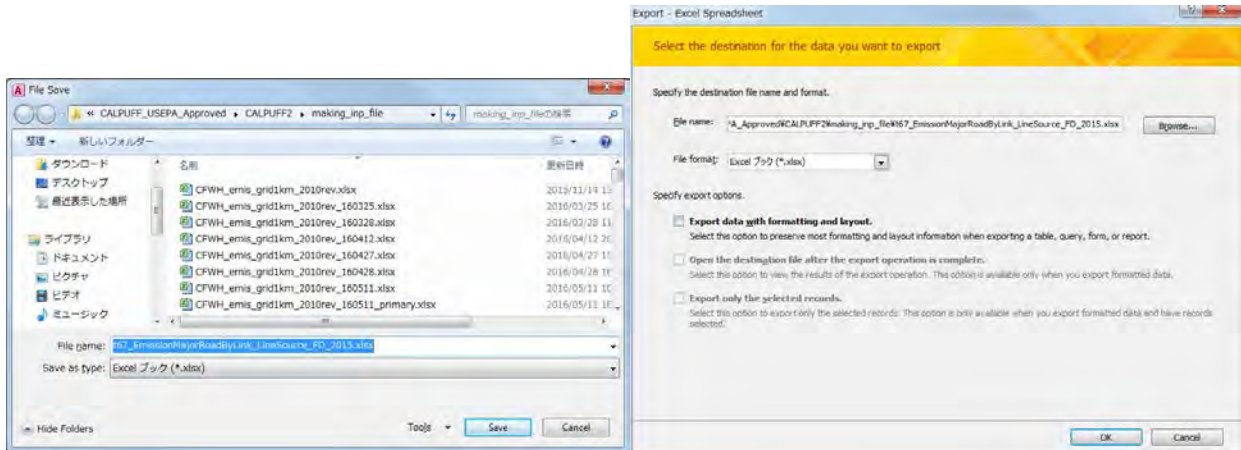 File Save
« CALPUFF_USEPA_Approved ▸ CALPUFF2 ▸ making_inp_file
making_inp_fileの検索
整理 新しいフォルダー
ダウンロード
デスクトップ
最近表示した場所
ライブラリ
ドキュメント
ピクチャ
ビデオ
ミュージック
名前 更新日時
CFWH_emis_grid1km_2010rev.xlsx
CFWH_emis_grid1km_2010rev_160325.xlsx 2016/03/25
CFWH_emis_grid1km_2010rev_160328.xlsx 2016/03/28
CFWH_emis_grid1km_2010rev_160412.xlsx 2016/04/12
CFWH_emis_grid1km_2010rev_160427.xlsx 2016/04/27
CFWH_emis_grid1km_2010rev_160428.xlsx 2016/04/28
CFWH_emis_grid1km_2010rev_160511.xlsx 2016/05/11
CFWH_emis_grid1km_2010rev_160511_primary.xlsx 2016/05/11
File name: t67_EmissionMajorRoadByLink_LineSource_FD_2015.xlsx
Save as type: Excel ブック (*.xlsx)
Hide Folders
Tools Save Cancel
Export - Excel Spreadsheet
Select the destination for the data you want to export
Specify the destination file name and format.
File name: A_Approved¥CALPUFF2¥making_inp_file¥t67_EmissionMajorRoadByLink_LineSource_FD_2015.xlsx Browse...
File format: Excel ブック (*.xlsx)
Specify export options.
Export data with formatting and layout.
Select this option to preserve most formatting and layout information when exporting a table, query, form, or report.
Open the destination file after the export operation is complete.
Select this option to view the results of the export operation. This option is available only when you export formatted data.
Export only the selected records.
Select this option to export only the selected records. This option is only available when you export formatted data and have records
selected.
OK Cancel